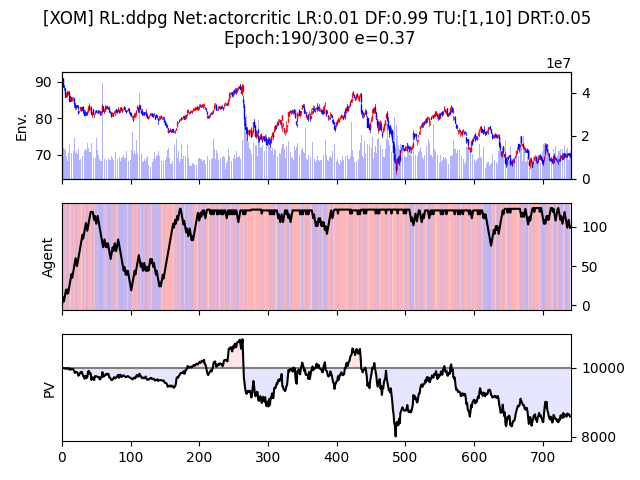 [XOM] RL:ddpg Net:actorcritic LR:0.01 DF:0.99 TU:[1,10] DRT:0.05
Epoch:190/300 e=0.37
1e7
90
80
70
Env.
4
2
0
Agent
100
50
0
PV
10000
8000
0 100 200 300 400 500 600 700